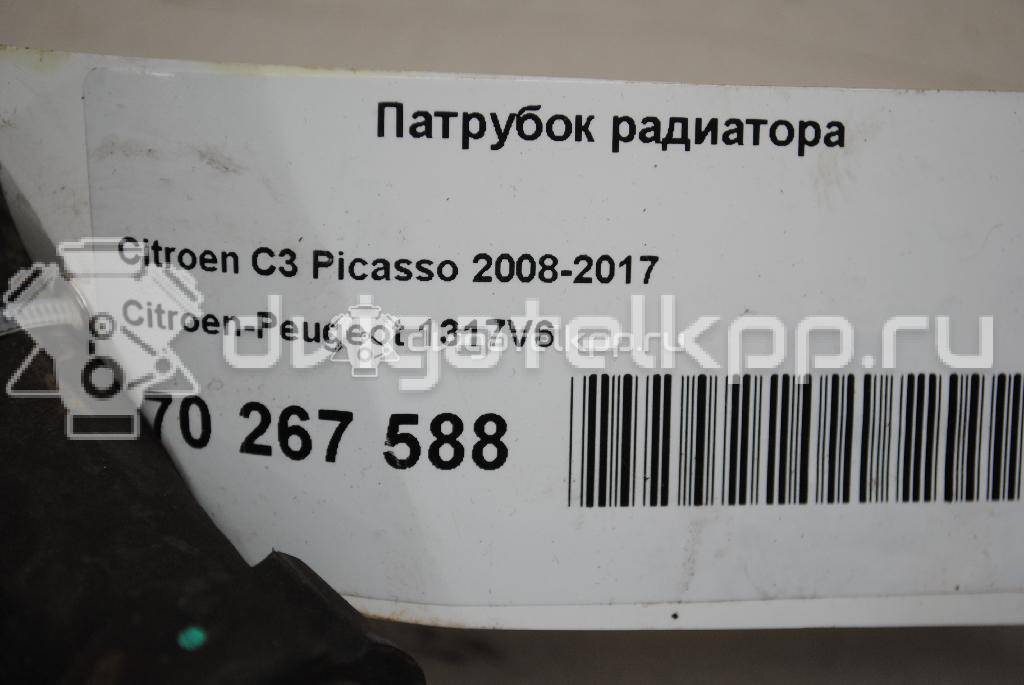 Патрубок радиатора
Citroen C3 Picasso 2008-2017
Citroen-Peugeot 1317V6
dvigatelkpp.ru
70 267 588